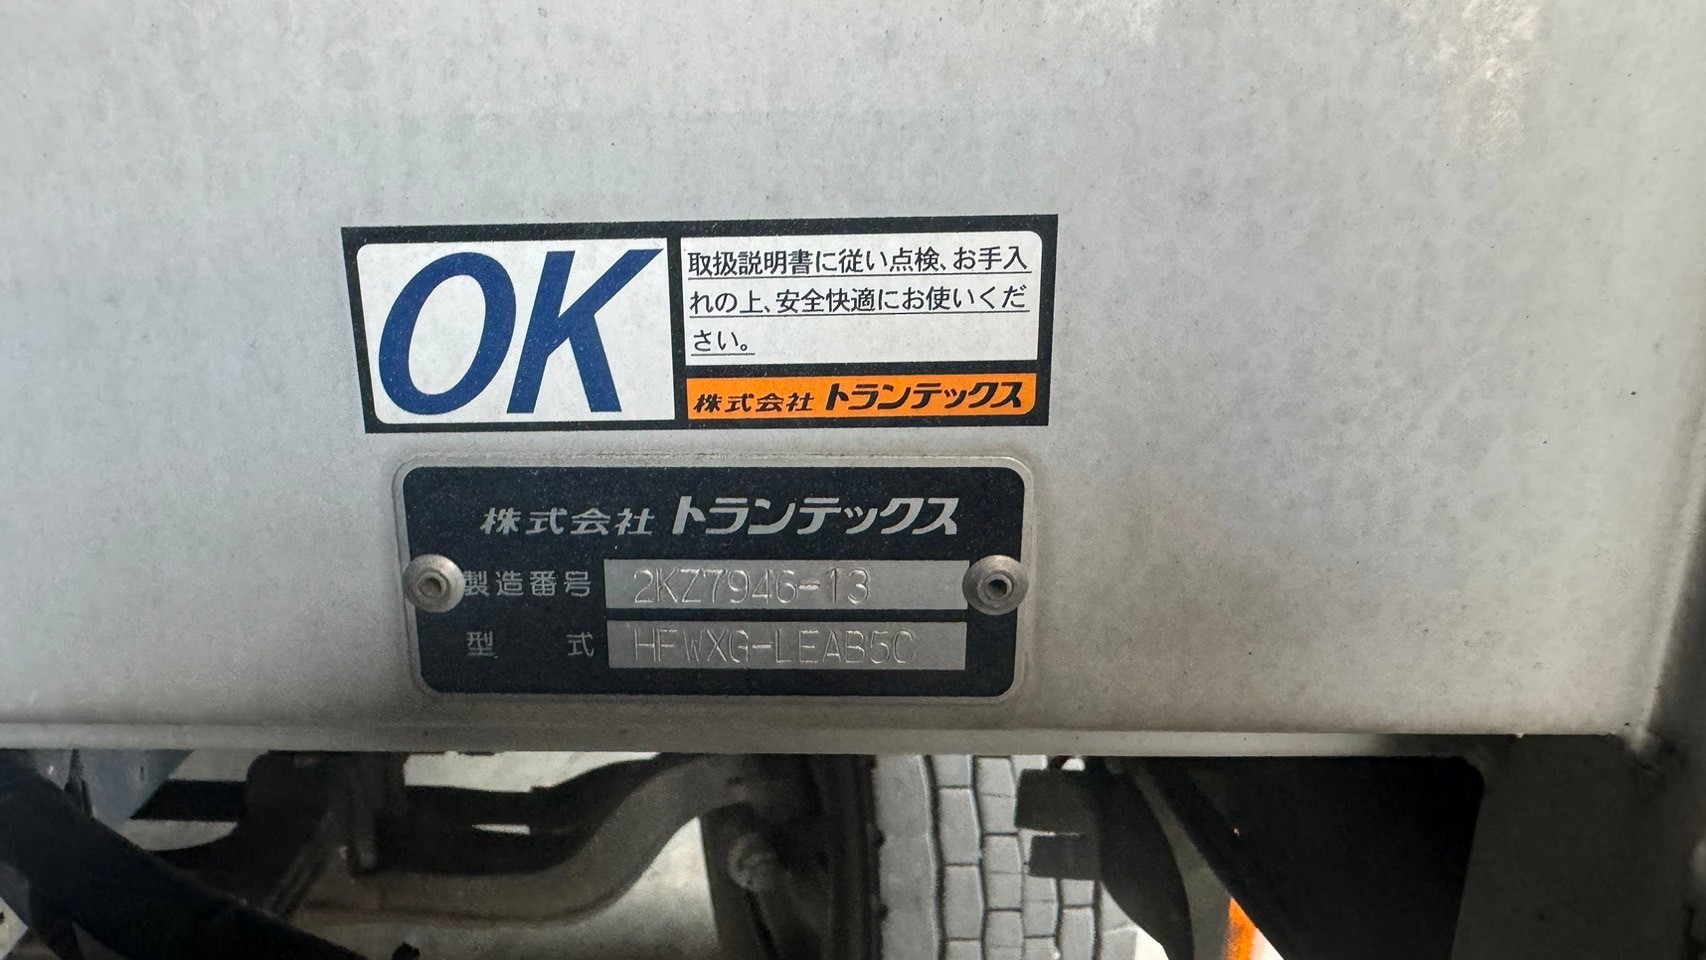 OK
取扱説明書に従い点検、お手入
れの上、安全快適にお使いくだ
さい。
株式会社 トランテックス
株式会社 トランテックス
製造番号 2KZ7946-13
型式 HFWXG-LEAB5C